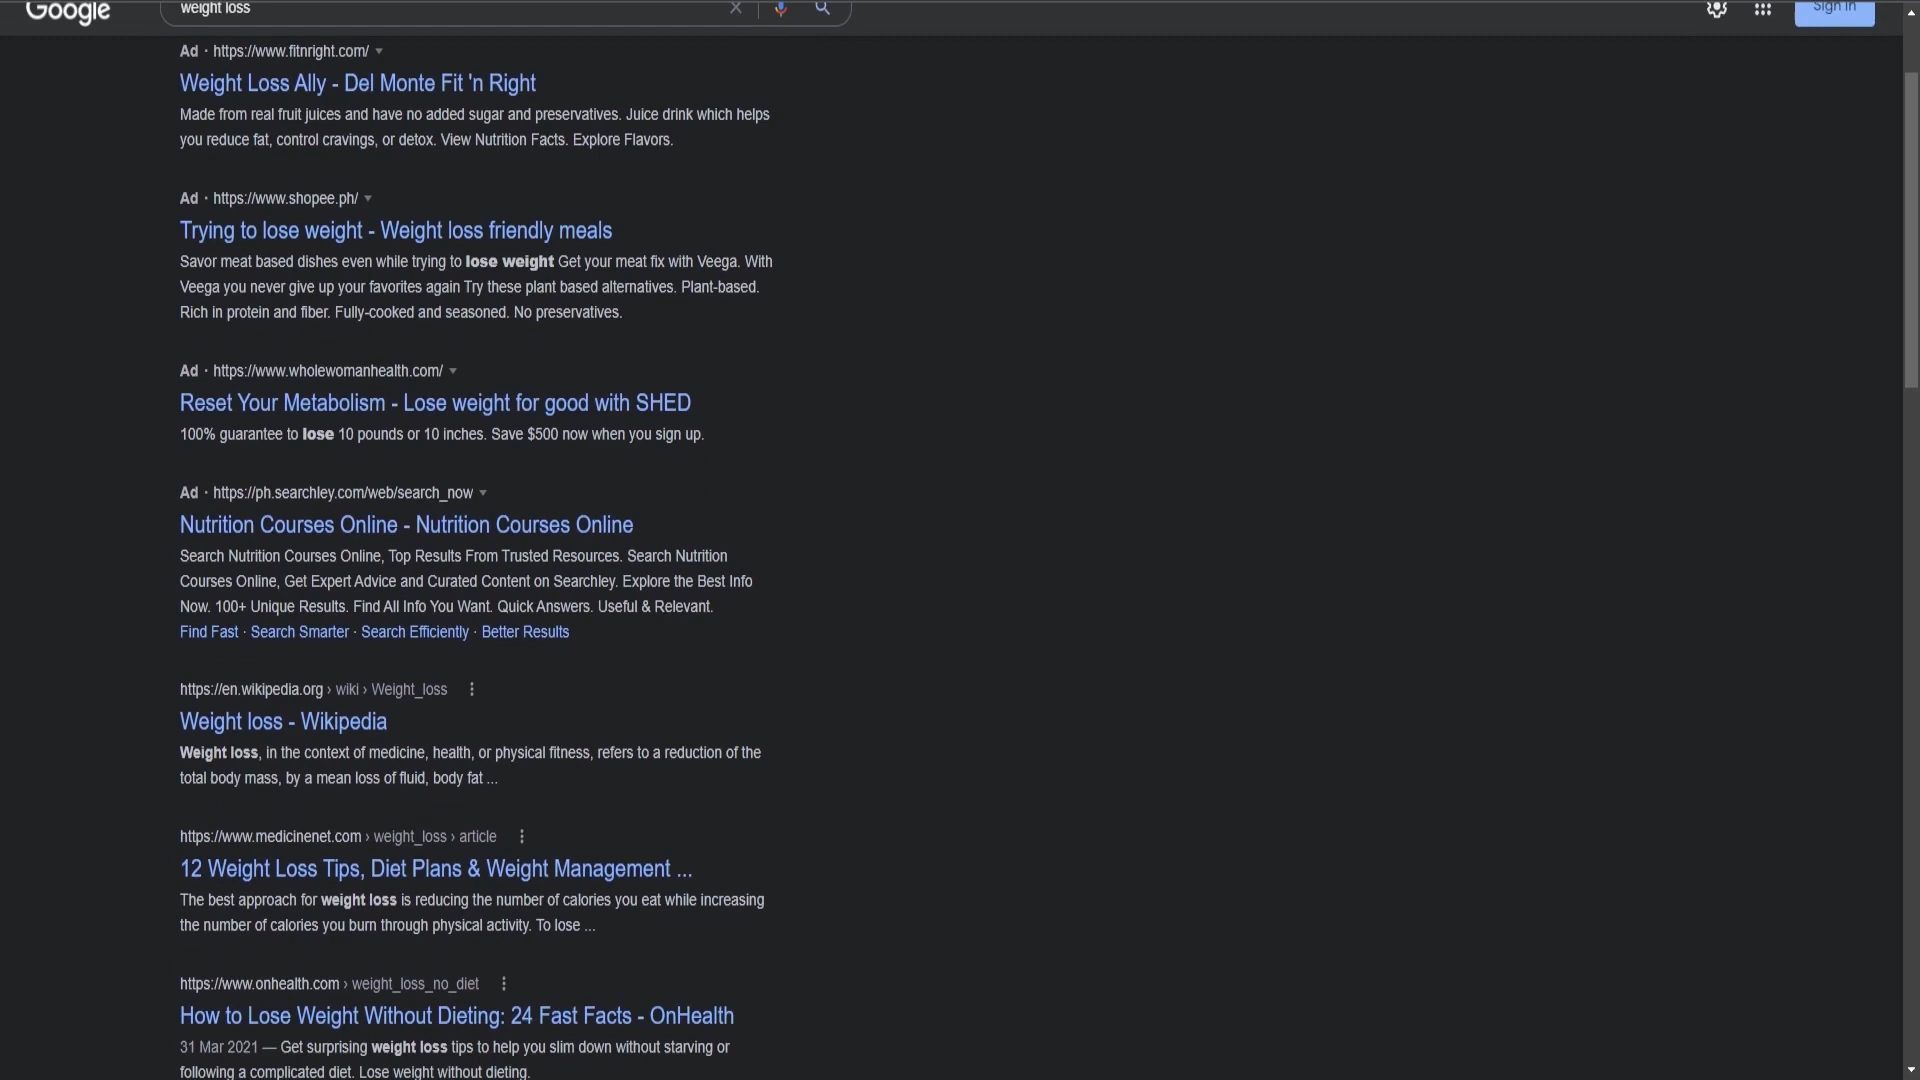 Google weight loss Sign in
Ad · https://www.fitnright.com/
Weight Loss Ally - Del Monte Fit 'n Right
Made from real fruit juices and have no added sugar and preservatives. Juice drink which helps
you reduce fat, control cravings, or detox. View Nutrition Facts. Explore Flavors.
Ad · https://www.shopee.ph/
Trying to lose weight - Weight loss friendly meals
Savor meat based dishes even while trying to lose weight Get your meat fix with Veega. With
Veega you never give up your favorites again Try these plant based alternatives. Plant-based.
Rich in protein and fiber. Fully-cooked and seasoned. No preservatives.
Ad · https://www.wholewomanhealth.com/
Reset Your Metabolism - Lose weight for good with SHED
100% guarantee to lose 10 pounds or 10 inches. Save $500 now when you sign up.
Ad · https://ph.searchley.com/web/search_now
Nutrition Courses Online - Nutrition Courses Online
Search Nutrition Courses Online, Top Results From Trusted Resources. Search Nutrition
Courses Online, Get Expert Advice and Curated Content on Searchley. Explore the Best Info
Now. 100+ Unique Results. Find All Info You Want. Quick Answers. Useful & Relevant.
Find Fast · Search Smarter · Search Efficiently · Better Results
https://en.wikipedia.org › wiki › Weight_loss
Weight loss - Wikipedia
Weight loss, in the context of medicine, health, or physical fitness, refers to a reduction of the
total body mass, by a mean loss of fluid, body fat ...
https://www.medicinenet.com › weight_loss › article
12 Weight Loss Tips, Diet Plans & Weight Management ...
The best approach for weight loss is reducing the number of calories you eat while increasing
the number of calories you burn through physical activity. To lose ...
https://www.onhealth.com › weight_loss_no_diet
How to Lose Weight Without Dieting: 24 Fast Facts - OnHealth
31 Mar 2021 — Get surprising weight loss tips to help you slim down without starving or
following a complicated diet. Lose weight without dieting.